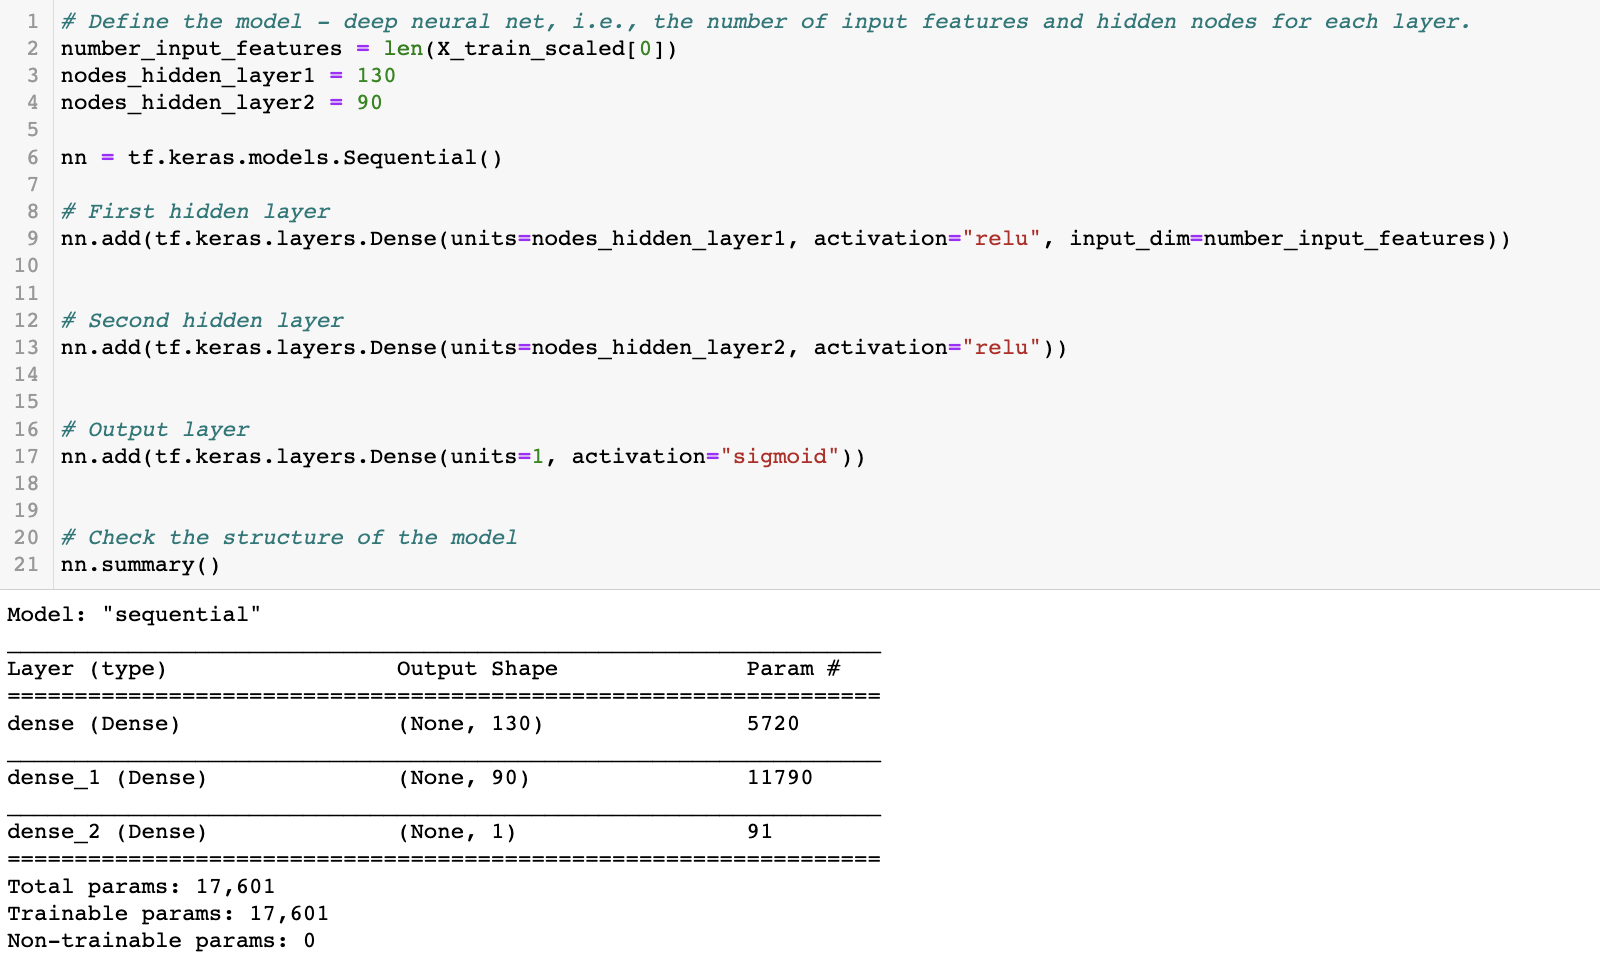 1 # Define the model – deep neural net, i.e., the number of input features and hidden nodes for each layer.
2 number_input_features = len(X_train_scaled[0])
3 nodes_hidden_layer1 = 130
4 nodes_hidden_layer2 = 90
5
6 nn = tf.keras.models.Sequential()
7
8 # First hidden layer
9 nn.add(tf.keras.layers.Dense(units=nodes_hidden_layer1, activation="relu", input_dim=number_input_features))
10
11
12 # Second hidden layer
13 nn.add(tf.keras.layers.Dense(units=nodes_hidden_layer2, activation="relu"))
14
15
16 # Output layer
17 nn.add(tf.keras.layers.Dense(units=1, activation="sigmoid"))
18
19
20 # Check the structure of the model
21 nn.summary()
Model: "sequential"
_________________________________________________________________
Layer (type)                 Output Shape              Param #
=================================================================
dense (Dense)                (None, 130)               5720
_________________________________________________________________
dense_1 (Dense)              (None, 90)                11790
_________________________________________________________________
dense_2 (Dense)              (None, 1)                 91
=================================================================
Total params: 17,601
Trainable params: 17,601
Non-trainable params: 0